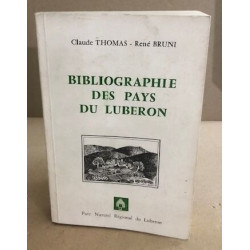 Claude THOMAS - René BRUNI
BIBLIOGRAPHIE
DES PAYS
DU LUBERON
Parc Naturel Régional du Luberon